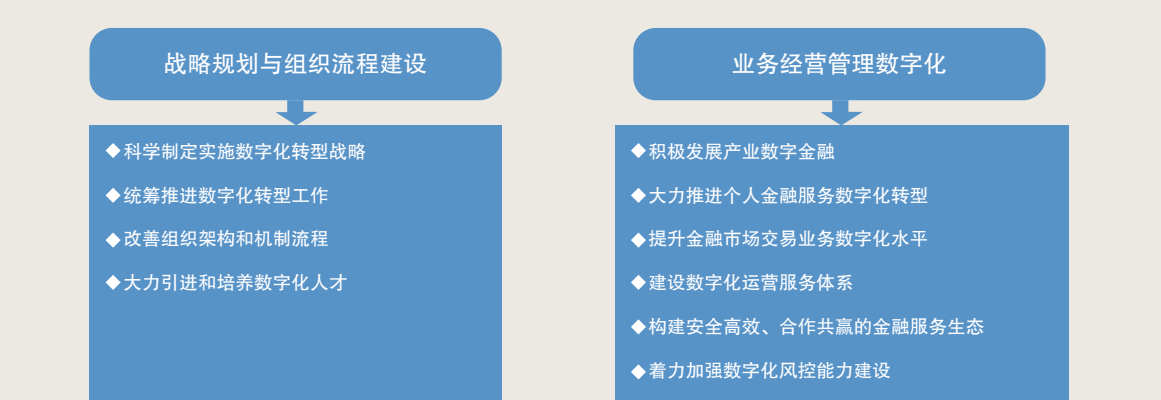 战略规划与组织流程建设
◆科学制定实施数字化转型战略
◆统筹推进数字化转型工作
◆改善组织架构和机制流程
◆大力引进和培养数字化人才
业务经营管理数字化
◆积极发展产业数字金融
◆大力推进个人金融服务数字化转型
◆提升金融市场交易业务数字化水平
◆建设数字化运营服务体系
◆构建安全高效、合作共赢的金融服务生态
◆着力加强数字化风控能力建设